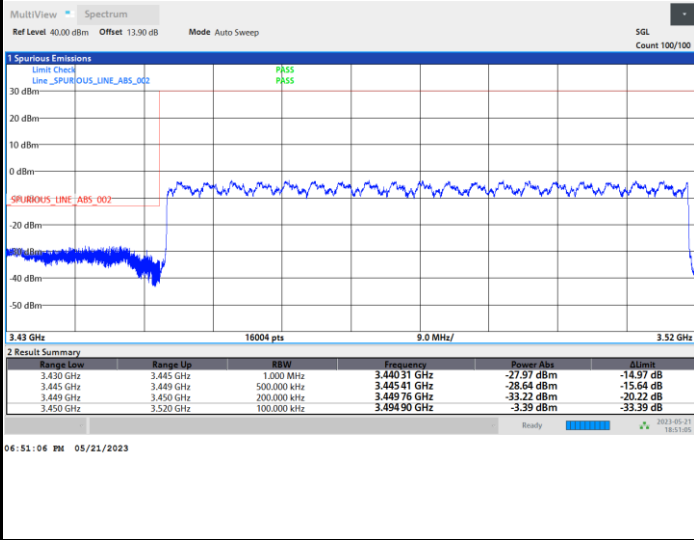 MultiView Spectrum
Ref Level 40.00 dBm Offset 13.90 dB Mode Auto Sweep SGL
Count 100/100
1 Spurious Emissions
Limit Check PASS
Line _SPURIOUS_LINE_ABS_002 PASS
30 dBm
20 dBm
10 dBm
0 dBm
_SPURIOUS_LINE_ABS_002
-20 dBm
-40 dBm
-50 dBm
3.43 GHz 16004 pts 9.0 MHz/ 3.52 GHz
2 Result Summary
Range Low Range Up RBW Frequency Power Abs ΔLimit
3.430 GHz 3.445 GHz 1.000 MHz 3.44031 GHz -27.97 dBm -14.97 dB
3.445 GHz 3.449 GHz 500.000 kHz 3.44541 GHz -28.64 dBm -15.64 dB
3.449 GHz 3.450 GHz 200.000 kHz 3.44976 GHz -33.22 dBm -20.22 dB
3.450 GHz 3.520 GHz 100.000 kHz 3.49490 GHz -3.39 dBm -33.39 dB
Ready 2023-05-21
18:51:05
06:51:06 PM 05/21/2023